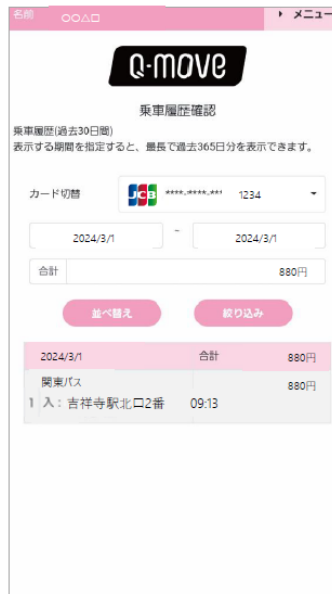 名前 〇〇△□
メニュー
Q-move
乗車履歴確認
乗車履歴(過去30日間)
表示する期間を指定すると、最長で過去365日分を表示できます。
カード切替 JCB ****-****-*** 1234
2024/3/1 ~ 2024/3/1
合計 880円
並べ替え 絞り込み
2024/3/1 合計 880円
関東バス 880円
1 入：吉祥寺駅北口2番 09:13